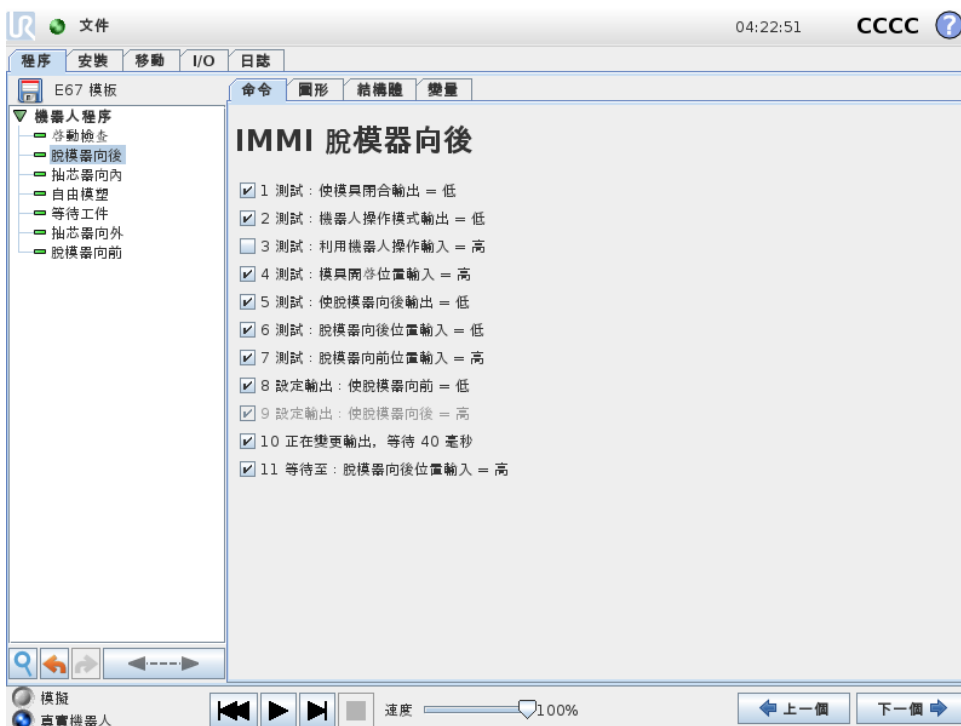 UR 文件 04:22:51 CCCC ?
程序 安裝 移動 I/O 日誌
E67 模板
命令 圖形 結構體 變量
機器人程序
啓動檢查
脫模器向後
抽芯器向內
自由模塑
等待工件
抽芯器向外
脫模器向前
IMMI 脫模器向後
1 測試：使模具閉合輸出 = 低
2 測試：機器人操作模式輸出 = 低
3 測試：利用機器人操作輸入 = 高
4 測試：模具開啓位置輸入 = 高
5 測試：使脫模器向後輸出 = 低
6 測試：脫模器向後位置輸入 = 低
7 測試：脫模器向前位置輸入 = 高
8 設定輸出：使脫模器向前 = 低
9 設定輸出：使脫模器向後 = 高
10 正在變更輸出，等待 40 毫秒
11 等待至：脫模器向後位置輸入 = 高
模擬
真實機器人
速度 100%
上一個
下一個